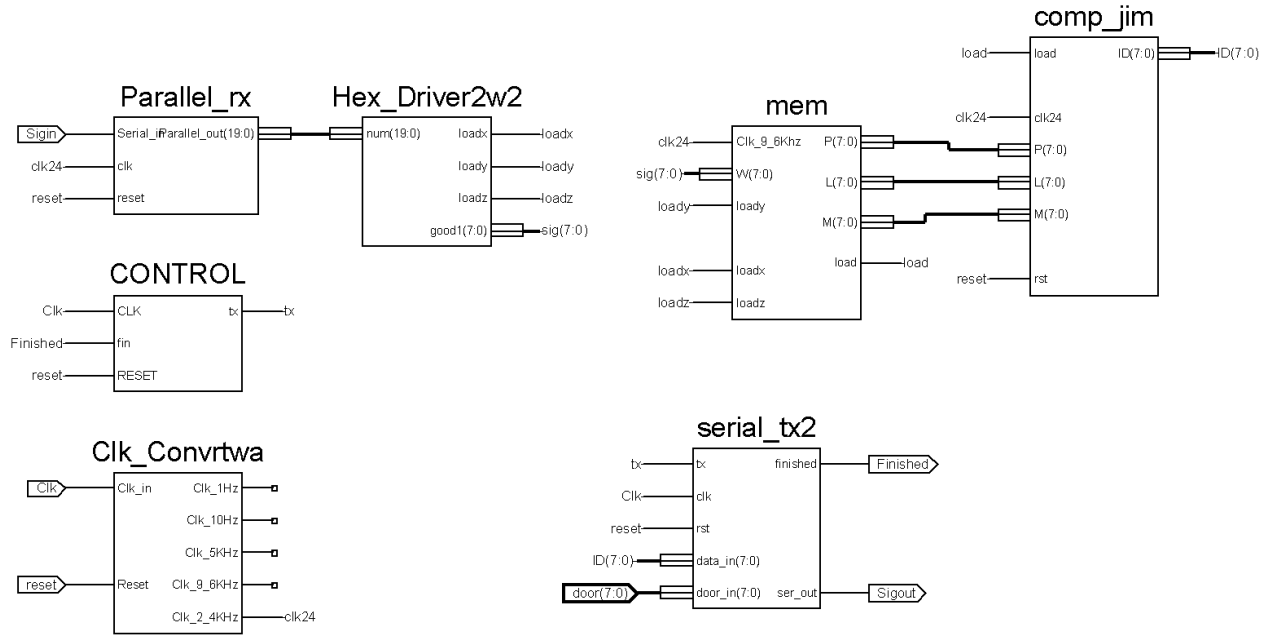 comp_jim
load load ID(7:0) ID(7:0)
clk24 clk24
P(7:0)
L(7:0)
M(7:0)
reset rst
Parallel_rx
Sigin Serial_in Parallel_out(19:0)
clk24 clk
reset reset
Hex_Driver2w2
num(19:0) loadx loadx
loady loady
loadz loadz
good1(7:0) sig(7:0)
mem
clk24 Clk_9_6Khz P(7:0)
sig(7:0) W(7:0)
L(7:0)
loady loady
M(7:0)
load load
loadx loadx
loadz loadz
CONTROL
Clk CLK tx tx
Finished fin
reset RESET
Clk_Convrtwa
Clk Clk_in Clk_1Hz
Clk_10Hz
Clk_5KHz
reset Reset Clk_9_6Hz
Clk_2_4KHz clk24
serial_tx2
tx tx finished Finished
Clk clk
reset rst
ID(7:0) data_in(7:0)
door(7:0) door_in(7:0) ser_out Sigout